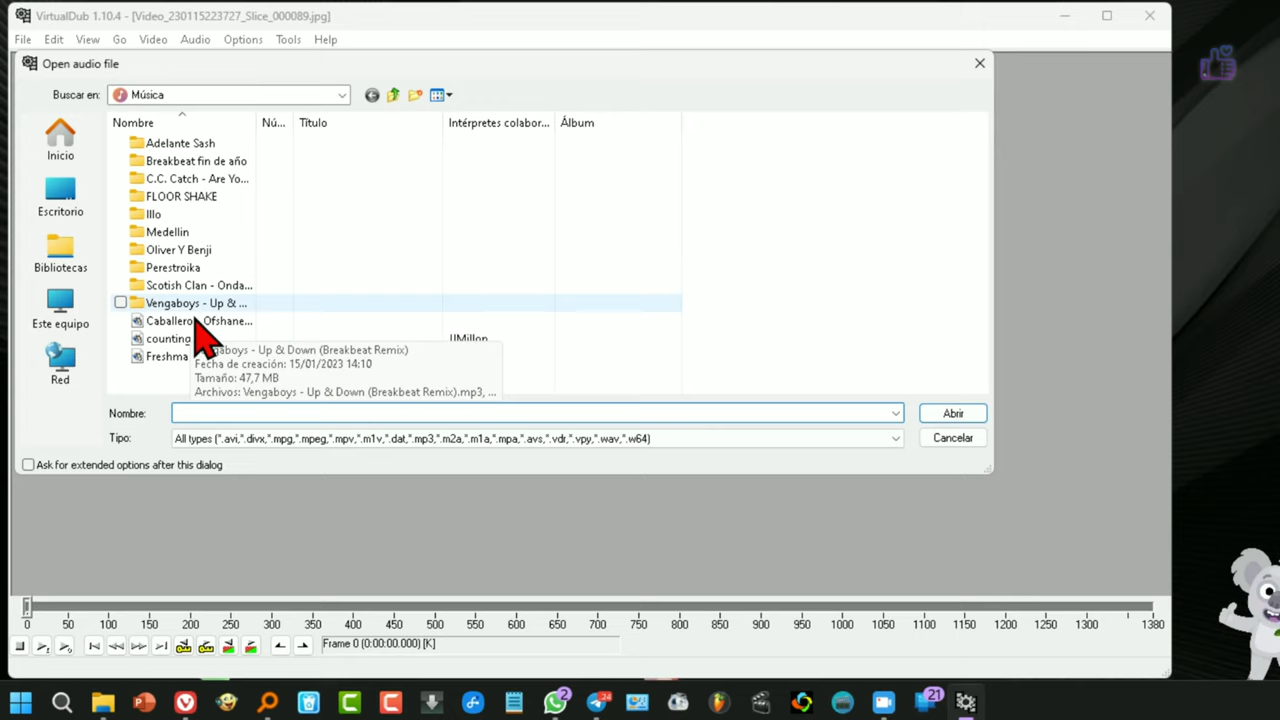 VirtualDub 1.10.4 - [Video_230115223727_Slice_000089.jpg]
File Edit View Go Video Audio Options Tools Help
Open audio file
Buscar en: Música
Nombre Nú... Título Intérpretes colabor... Álbum
Inicio
Escritorio
Bibliotecas
Este equipo
Red
Adelante Sash
Breakbeat fin de año
C.C. Catch - Are Yo...
FLOOR SHAKE
Illo
Medellin
Oliver Y Benji
Perestroika
Scotish Clan - Onda...
Vengaboys - Up & ...
Caballero Ofshane...
counting JJMillon
Freshma
gaboys - Up & Down (Breakbeat Remix)
Fecha de creación: 15/01/2023 14:10
Tamaño: 47,7 MB
Archivos: Vengaboys - Up & Down (Breakbeat Remix).mp3, ...
Nombre: Abrir
Tipo: All types (*.avi,*.divx,*.mpg,*.mpeg,*.mpv,*.m1v,*.dat,*.mp3,*.m2a,*.m1a,*.mpa,*.avs,*.vdr,*.vpy,*.wav,*.w64) Cancelar
Ask for extended options after this dialog
0 50 100 150 200 250 300 350 400 450 500 550 600 650 700 750 800 850 900 950 1000 1050 1100 1150 1200 1250 1300 1380
Frame 0 (0:00:00.000) [K]
2 24 21